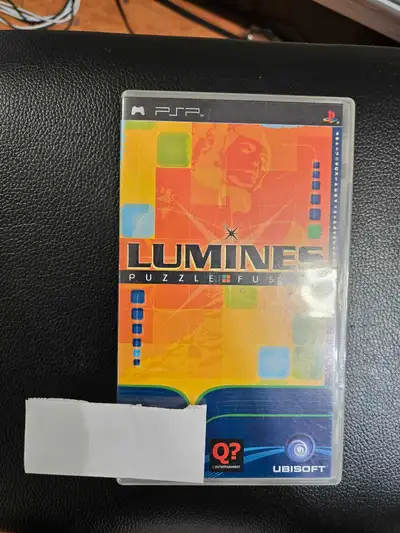 PSP
LUMINES
PUZZLE FUS
Q?
ENTERTAINMENT
UBISOFT